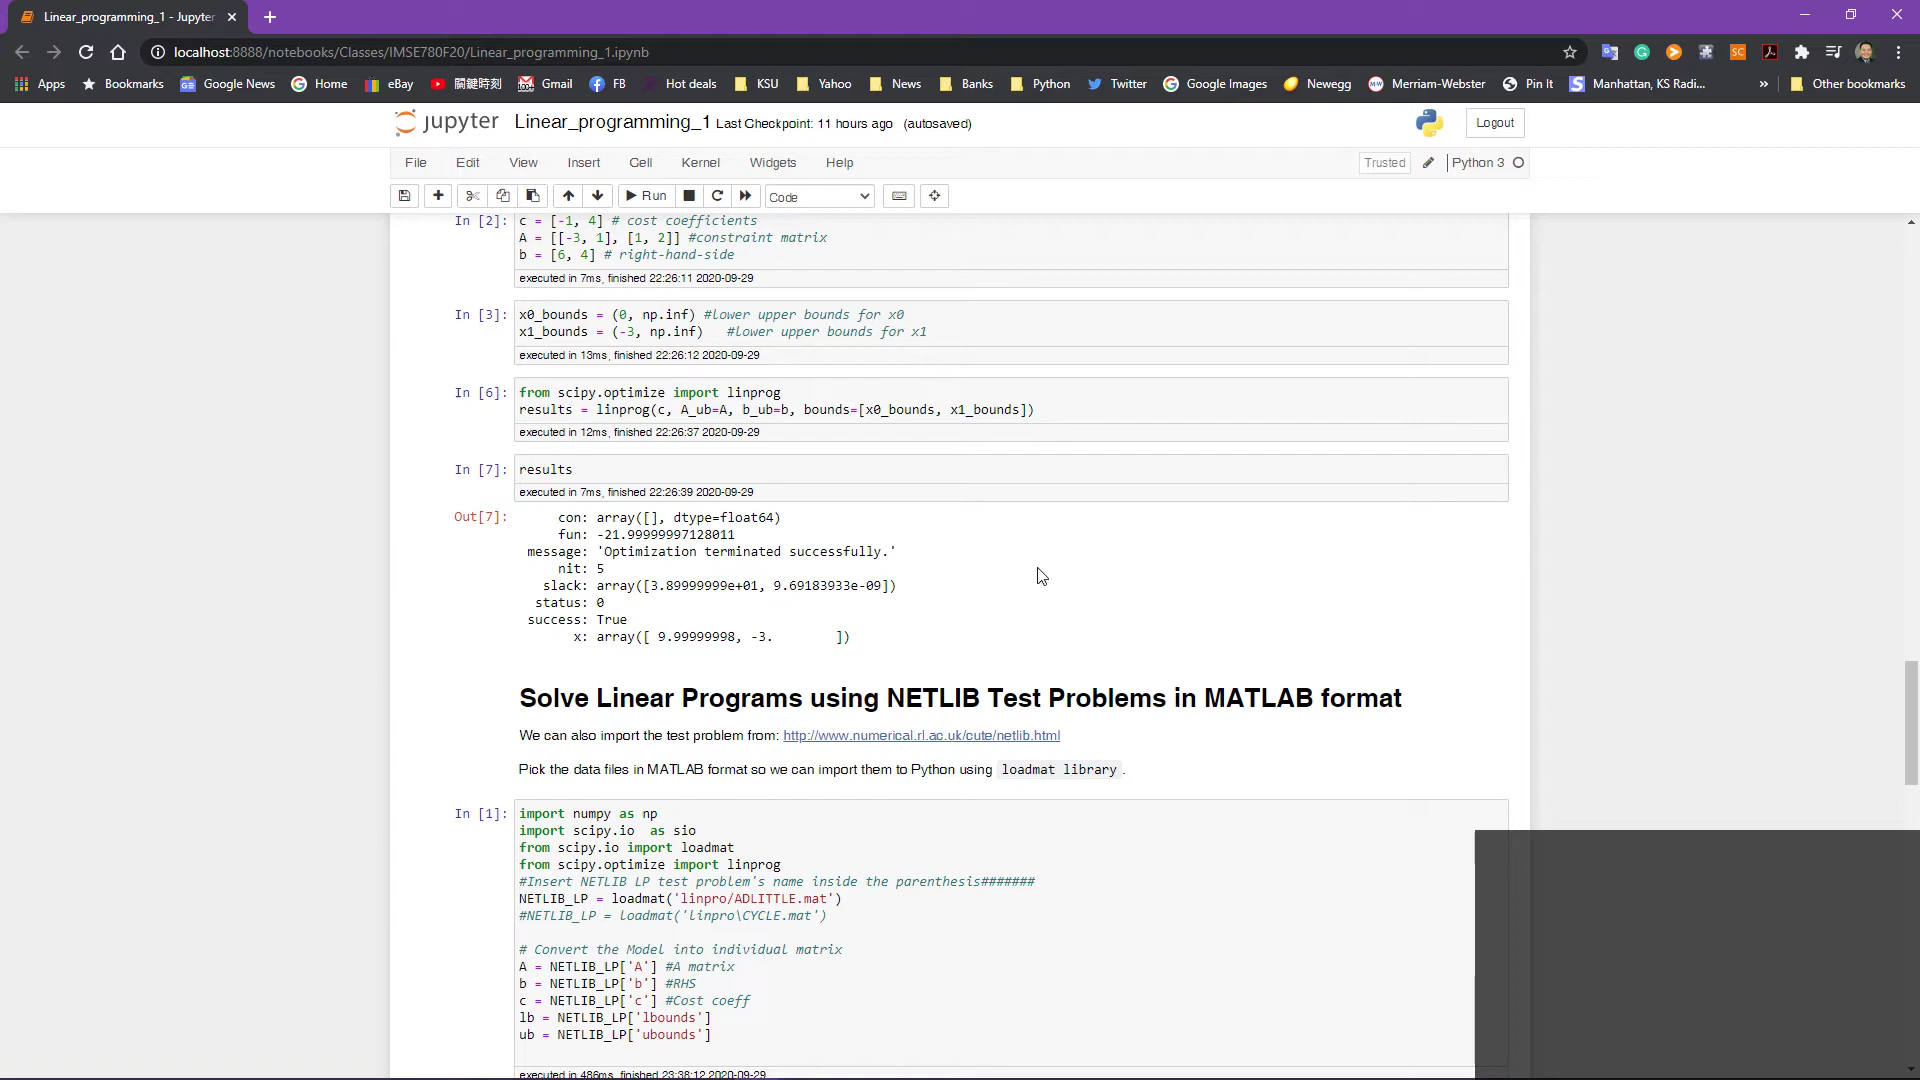 Linear_programming_1 - Jupyter
localhost:8888/notebooks/Classes/IMSE780F20/Linear_programming_1.ipynb
Apps Bookmarks Google News Home eBay 關鍵時刻 Gmail FB Hot deals KSU Yahoo News Banks Python Twitter Google Images Newegg Merriam-Webster Pin It Manhattan, KS Radi... » Other bookmarks
jupyter Linear_programming_1 Last Checkpoint: 11 hours ago (autosaved) Logout
File Edit View Insert Cell Kernel Widgets Help Trusted Python 3
Run Code
In [2]: c = [-1, 4] # cost coefficients
A = [[-3, 1], [1, 2]] #constraint matrix
b = [6, 4] # right-hand-side
executed in 7ms, finished 22:26:11 2020-09-29
In [3]: x0_bounds = (0, np.inf) #lower upper bounds for x0
x1_bounds = (-3, np.inf) #lower upper bounds for x1
executed in 13ms, finished 22:26:12 2020-09-29
In [6]: from scipy.optimize import linprog
results = linprog(c, A_ub=A, b_ub=b, bounds=[x0_bounds, x1_bounds])
executed in 12ms, finished 22:26:37 2020-09-29
In [7]: results
executed in 7ms, finished 22:26:39 2020-09-29
Out[7]: con: array([], dtype=float64)
fun: -21.99999997128011
message: 'Optimization terminated successfully.'
nit: 5
slack: array([3.89999999e+01, 9.69183933e-09])
status: 0
success: True
x: array([ 9.99999998, -3. ])
Solve Linear Programs using NETLIB Test Problems in MATLAB format
We can also import the test problem from: http://www.numerical.rl.ac.uk/cute/netlib.html
Pick the data files in MATLAB format so we can import them to Python using loadmat library .
In [1]: import numpy as np
import scipy.io as sio
from scipy.io import loadmat
from scipy.optimize import linprog
#Insert NETLIB LP test problem's name inside the parenthesis#######
NETLIB_LP = loadmat('linpro/ADLITTLE.mat')
#NETLIB_LP = loadmat('linpro\CYCLE.mat')
# Convert the Model into individual matrix
A = NETLIB_LP['A'] #A matrix
b = NETLIB_LP['b'] #RHS
c = NETLIB_LP['c'] #Cost coeff
lb = NETLIB_LP['lbounds']
ub = NETLIB_LP['ubounds']
executed in 486ms, finished 23:38:12 2020-09-29